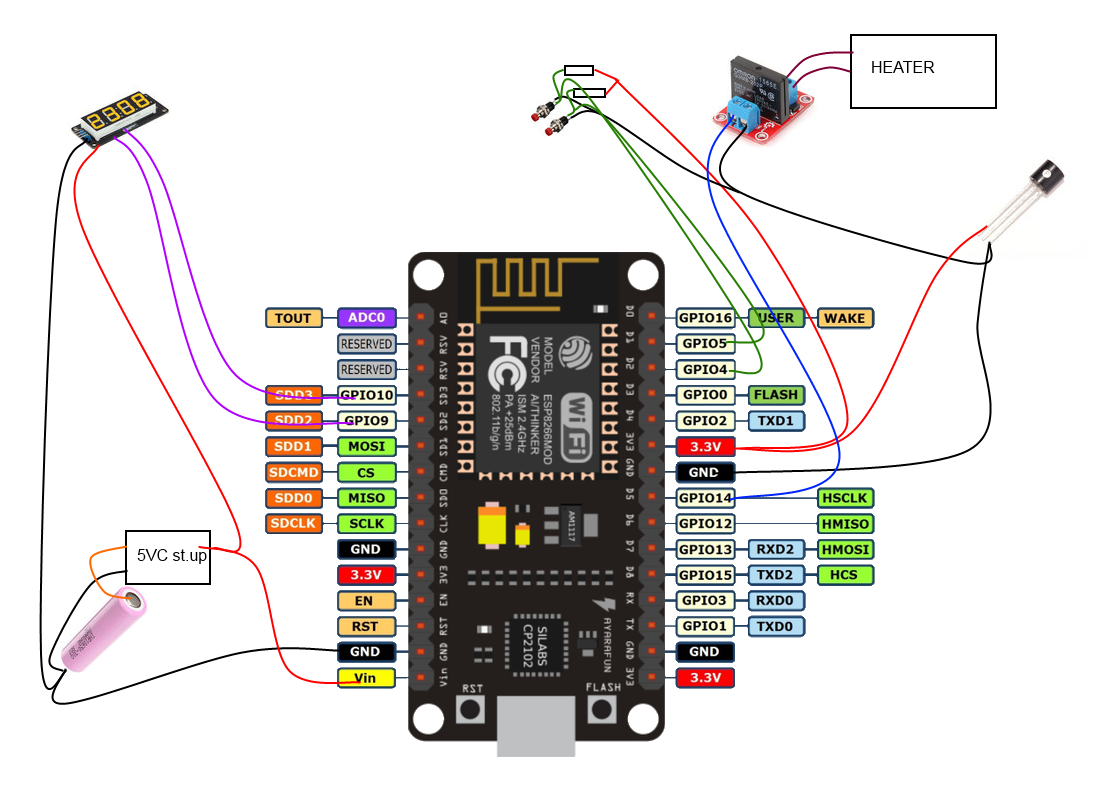 HEATER
2.3.8.8
TOUT ADC0
RESERVED
RESERVED
SDD3 GPIO10
SDD2 GPIO9
SDD1 MOSI
SDCMD CS
SDD0 MISO
SDCLK SCLK
GND
3.3V
EN
RST
GND
Vin
5VC st.up
A0
RSV
RSV
SD3
SD2
SD1
CMD
SD0
CLK
GND
3V3
EN
RST
GND
Vin
MODEL
VENDOR
ESP8266MOD
AI/THINKER
ISM 2.4GHz
PA +25dBm
802.11b/g/n
FC
Wi Fi
AM1117
SILABS
CP2102
AYARAFUN
RST
FLASH
D0
D1
D2
D3
D4
3V3
GND
D5
D6
D7
D8
RX
TX
GND
3V3
GPIO16 USER WAKE
GPIO5
GPIO4
GPIO0 FLASH
GPIO2 TXD1
3.3V
GND
GPIO14 HSCLK
GPIO12 HMISO
GPIO13 RXD2 HMOSI
GPIO15 TXD2 HCS
GPIO3 RXD0
GPIO1 TXD0
GND
3.3V